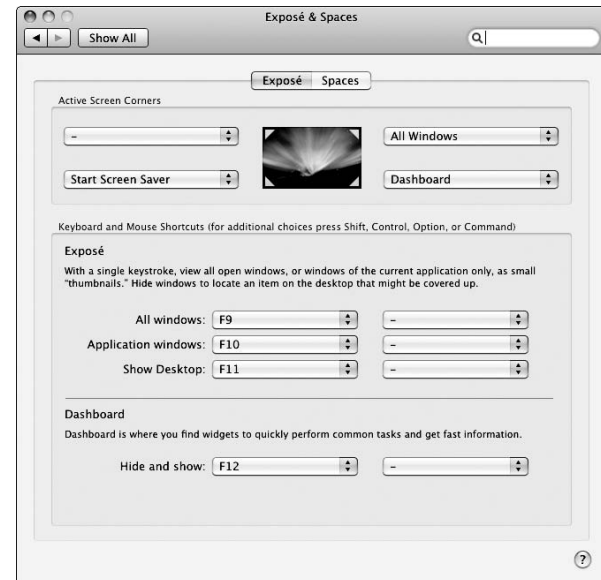 Exposé & Spaces
Show All
Exposé Spaces
Active Screen Corners
– All Windows
Start Screen Saver Dashboard
Keyboard and Mouse Shortcuts (for additional choices press Shift, Control, Option, or Command)
Exposé
With a single keystroke, view all open windows, or windows of the current application only, as small
“thumbnails.” Hide windows to locate an item on the desktop that might be covered up.
All windows: F9 –
Application windows: F10 –
Show Desktop: F11 –
Dashboard
Dashboard is where you find widgets to quickly perform common tasks and get fast information.
Hide and show: F12 –
?